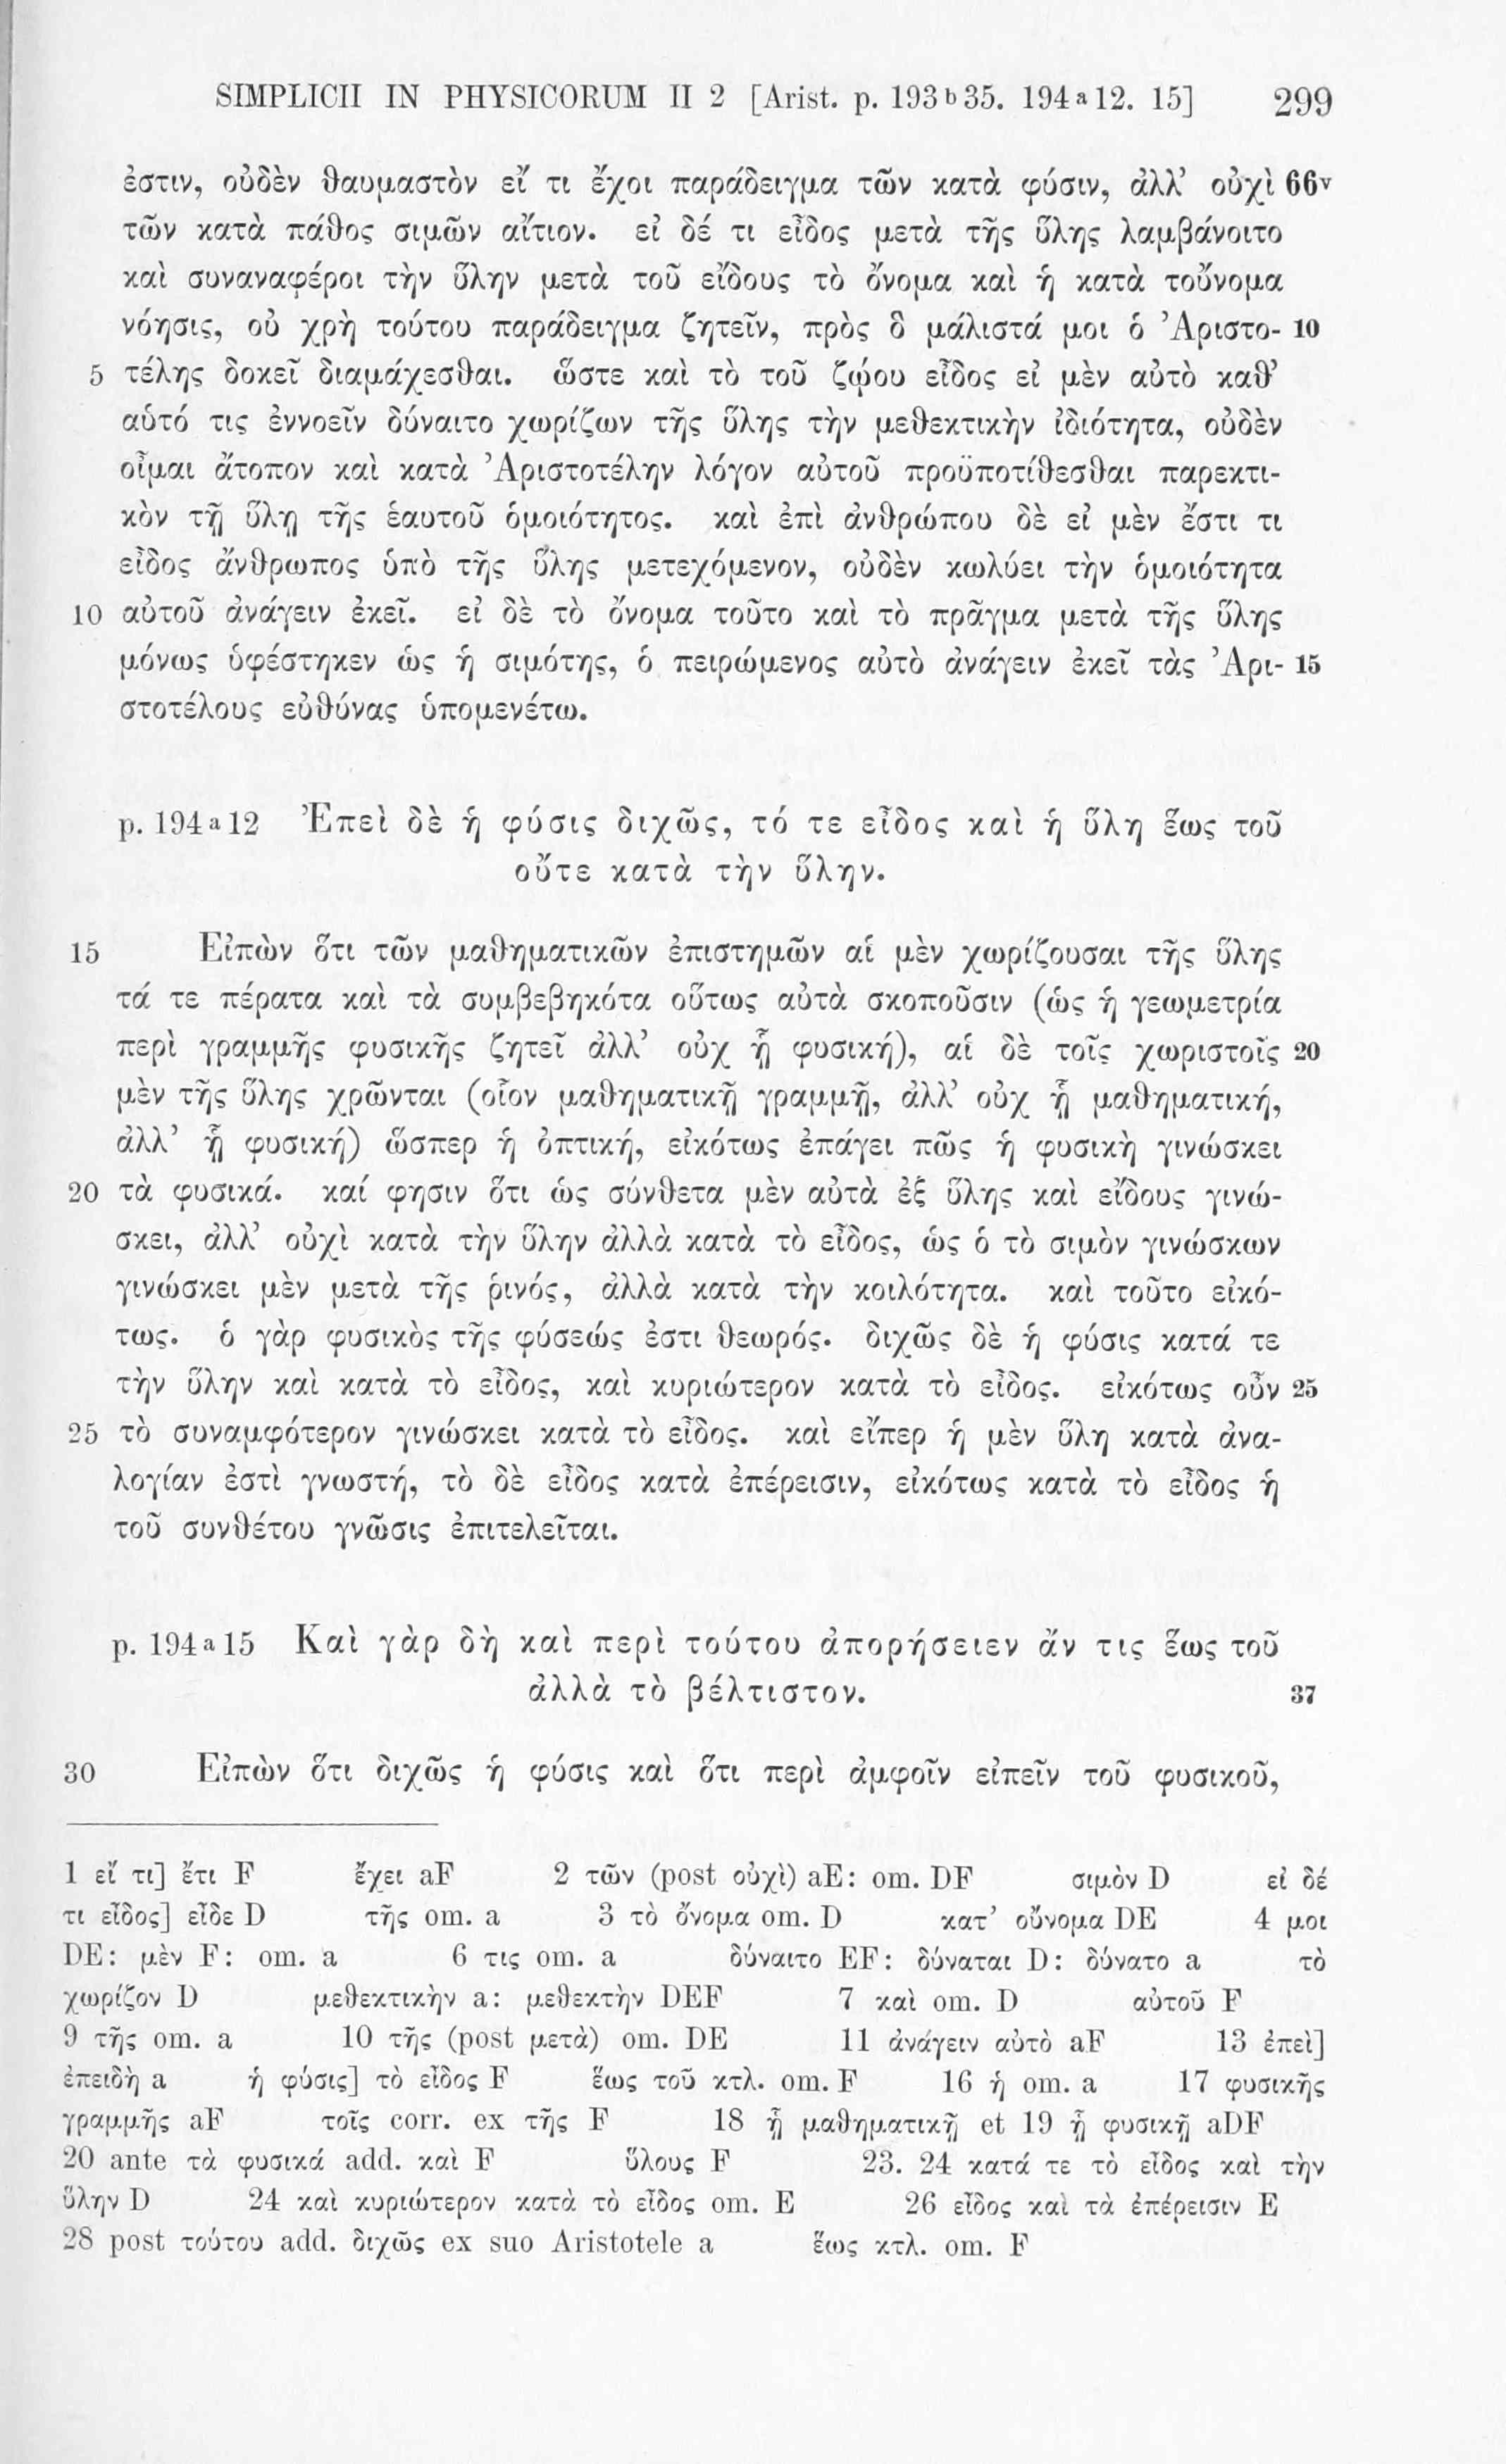 SIMPLICII IN PHYSICORUM II 2 [Arist. p. 193 b 35. 194 a 12. 15] 299
ἐστιν, οὐδὲν θαυμαστὸν εἴ τι ἔχοι παράδειγμα τῶν κατὰ φύσιν, ἀλλ’ οὐχὶ 66v
τῶν κατὰ πάθος σιμῶν αἴτιον. εἰ δέ τι εἶδος μετὰ τῆς ὕλης λαμβάνοιτο
καὶ συναναφέροι τὴν ὕλην μετὰ τοῦ εἴδους τὸ ὄνομα καὶ ἡ κατὰ τοὔνομα
νόησις, οὐ χρὴ τούτου παράδειγμα ζητεῖν, πρὸς ὃ μάλιστά μοι ὁ Ἀριστο- 10
5 τέλης δοκεῖ διαμάχεσθαι. ὥστε καὶ τὸ τοῦ ζῴου εἶδος εἰ μὲν αὐτὸ καθ’
αὑτό τις ἐννοεῖν δύναιτο χωρίζων τῆς ὕλης τὴν μεθεκτικὴν ἰδιότητα, οὐδὲν
οἶμαι ἄτοπον καὶ κατὰ Ἀριστοτέλην λόγον αὐτοῦ προϋποτίθεσθαι παρεκτι-
κὸν τῇ ὕλῃ τῆς ἑαυτοῦ ὁμοιότητος. καὶ ἐπὶ ἀνθρώπου δὲ εἰ μὲν ἔστι τι
εἶδος ἄνθρωπος ὑπὸ τῆς ὕλης μετεχόμενον, οὐδὲν κωλύει τὴν ὁμοιότητα
10 αὐτοῦ ἀνάγειν ἐκεῖ. εἰ δὲ τὸ ὄνομα τοῦτο καὶ τὸ πρᾶγμα μετὰ τῆς ὕλης
μόνως ὑφέστηκεν ὡς ἡ σιμότης, ὁ πειρώμενος αὐτὸ ἀνάγειν ἐκεῖ τὰς Ἀρι- 15
στοτέλους εὐθύνας ὑπομενέτω.
p. 194 a 12 Ἐπεὶ δὲ ἡ φύσις διχῶς, τό τε εἶδος καὶ ἡ ὕλη ἕως τοῦ
οὔτε κατὰ τὴν ὕλην.
15 Εἰπὼν ὅτι τῶν μαθηματικῶν ἐπιστημῶν αἱ μὲν χωρίζουσαι τῆς ὕλης
τά τε πέρατα καὶ τὰ συμβεβηκότα οὕτως αὐτὰ σκοποῦσιν (ὡς ἡ γεωμετρία
περὶ γραμμῆς φυσικῆς ζητεῖ ἀλλ’ οὐχ ᾗ φυσική), αἱ δὲ τοῖς χωριστοῖς 20
μὲν τῆς ὕλης χρῶνται (οἷον μαθηματικῇ γραμμῇ, ἀλλ’ οὐχ ᾗ μαθηματική,
ἀλλ’ ᾗ φυσική) ὥσπερ ἡ ὀπτική, εἰκότως ἐπάγει πῶς ἡ φυσικὴ γινώσκει
20 τὰ φυσικά. καί φησιν ὅτι ὡς σύνθετα μὲν αὐτὰ ἐξ ὕλης καὶ εἴδους γινώ-
σκει, ἀλλ’ οὐχὶ κατὰ τὴν ὕλην ἀλλὰ κατὰ τὸ εἶδος, ὡς ὁ τὸ σιμὸν γινώσκων
γινώσκει μὲν μετὰ τῆς ῥινός, ἀλλὰ κατὰ τὴν κοιλότητα. καὶ τοῦτο εἰκό-
τως. ὁ γὰρ φυσικὸς τῆς φύσεώς ἐστι θεωρός. διχῶς δὲ ἡ φύσις κατά τε
τὴν ὕλην καὶ κατὰ τὸ εἶδος, καὶ κυριώτερον κατὰ τὸ εἶδος. εἰκότως οὖν 25
25 τὸ συναμφότερον γινώσκει κατὰ τὸ εἶδος. καὶ εἴπερ ἡ μὲν ὕλη κατὰ ἀνα-
λογίαν ἐστὶ γνωστή, τὸ δὲ εἶδος κατὰ ἐπέρεισιν, εἰκότως κατὰ τὸ εἶδος ἡ
τοῦ συνθέτου γνῶσις ἐπιτελεῖται.
p. 194 a 15 Καὶ γὰρ δὴ καὶ περὶ τούτου ἀπορήσειεν ἄν τις ἕως τοῦ
ἀλλὰ τὸ βέλτιστον. 37
30 Εἰπὼν ὅτι διχῶς ἡ φύσις καὶ ὅτι περὶ ἀμφοῖν εἰπεῖν τοῦ φυσικοῦ,
1 εἴ τι] ἔτι F ἔχει aF 2 τῶν (post οὐχὶ) aE: om. DF σιμὸν D εἰ δέ
τι εἶδος] εἶδε D τῆς om. a 3 τὸ ὄνομα om. D κατ’ οὔνομα DE 4 μοι
DE: μὲν F: om. a 6 τις om. a δύναιτο EF: δύναται D: δύνατο a τὸ
χωρίζον D μεθεκτικὴν a: μεθεκτὴν DEF 7 καὶ om. D αὑτοῦ F
9 τῆς om. a 10 τῆς (post μετὰ) om. DE 11 ἀνάγειν αὐτὸ aF 13 ἐπεὶ]
ἐπειδὴ a ἡ φύσις] τὸ εἶδος F ἕως τοῦ κτλ. om. F 16 ἡ om. a 17 φυσικῆς
γραμμῆς aF τοῖς corr. ex τῆς F 18 ᾗ μαθηματικῇ et 19 ᾗ φυσικῇ aDF
20 ante τὰ φυσικά add. καὶ F ὕλους F 23. 24 κατά τε τὸ εἶδος καὶ τὴν
ὕλην D 24 καὶ κυριώτερον κατὰ τὸ εἶδος om. E 26 εἶδος καὶ τὰ ἐπέρεισιν E
28 post τούτου add. διχῶς ex suo Aristotele a ἕως κτλ. om. F